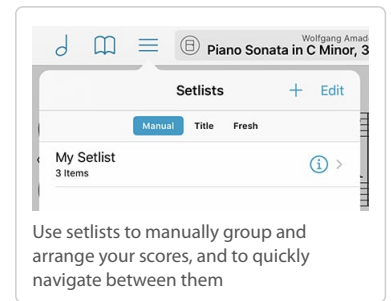 Wolfgang Amad
Piano Sonata in C Minor, 3
Setlists
Edit
Manual Title Fresh
My Setlist
3 Items
Use setlists to manually group and
arrange your scores, and to quickly
navigate between them